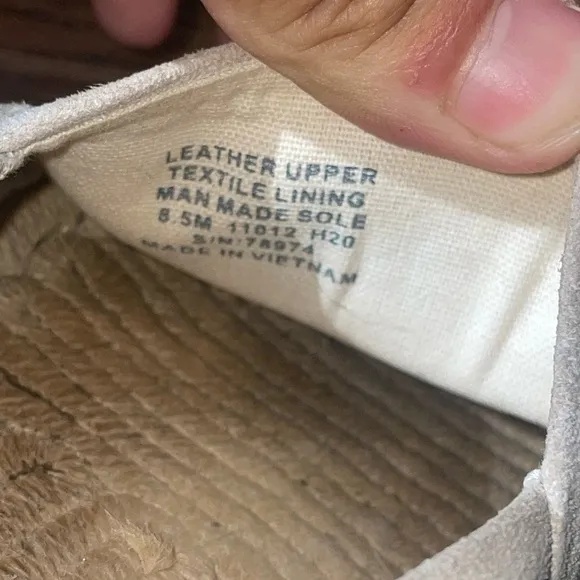 LEATHER UPPER
TEXTILE LINING
MAN MADE SOLE
8.5M 11012 H20
S/N:78974
MADE IN VIETNAM